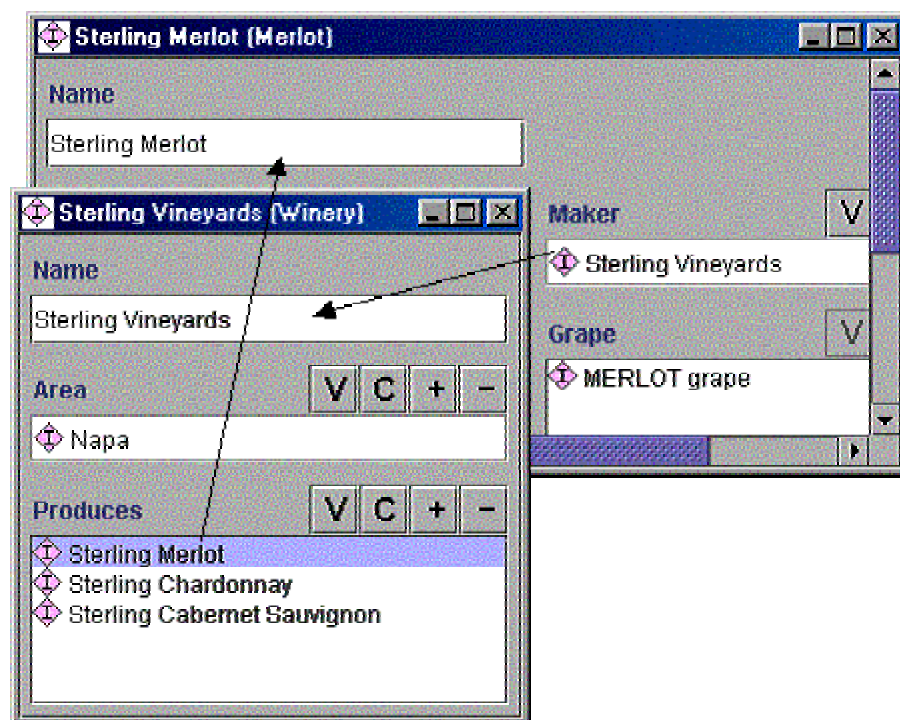 Sterling Merlot (Merlot)
Name
Sterling Merlot
Maker V
Sterling Vineyards
Grape V
MERLOT grape
Sterling Vineyards (Winery)
Name
Sterling Vineyards
Area V C + −
Napa
Produces V C + −
Sterling Merlot
Sterling Chardonnay
Sterling Cabernet Sauvignon